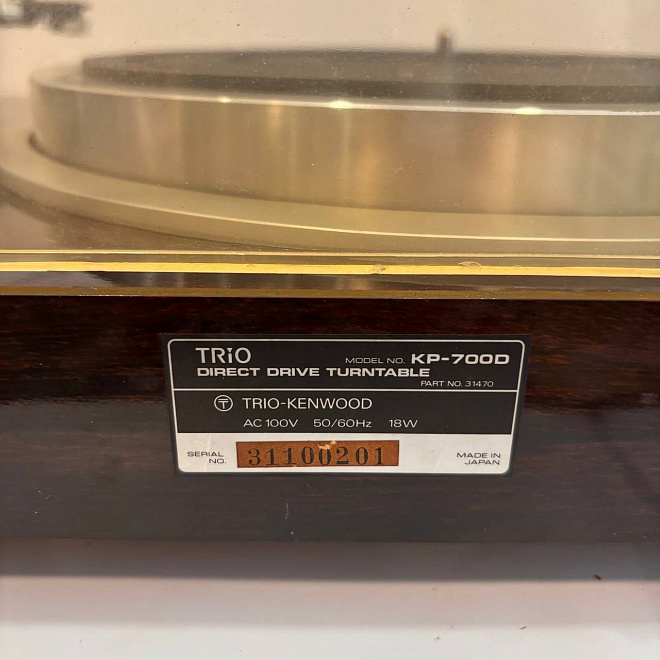 TRIO
MODEL NO. KP-700D
DIRECT DRIVE TURNTABLE
PART NO. 31470
TRIO-KENWOOD
AC 100V 50/60Hz 18W
SERIAL NO. 31100201
MADE IN JAPAN